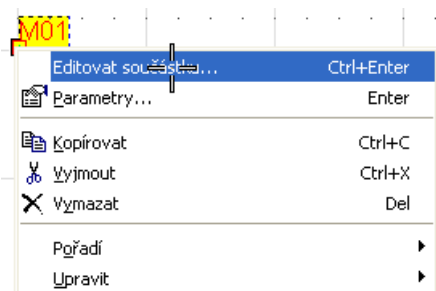 M01
Editovat součástku... Ctrl+Enter
Parametry... Enter
Kopírovat Ctrl+C
Vyjmout Ctrl+X
Vymazat Del
Pořadí
Upravit